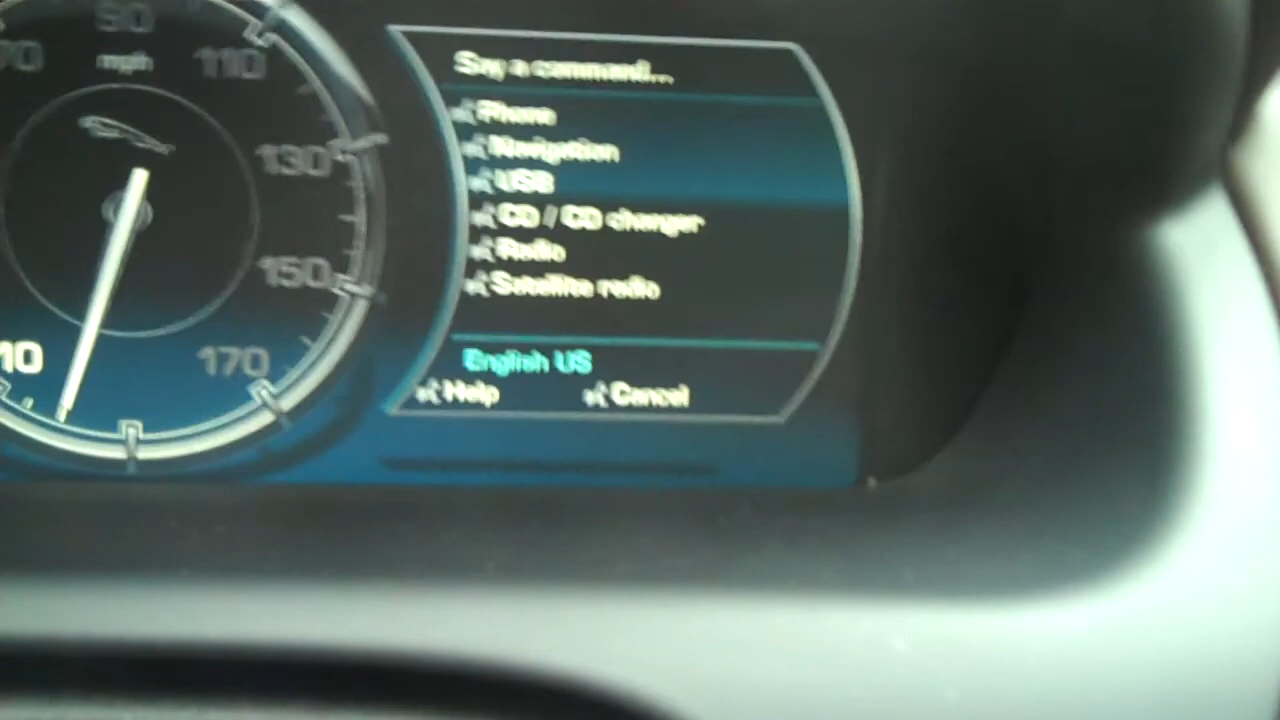 90
70
mph
110
130
150
10
170
Say a command...
Phone
Navigation
USB
CD / CD changer
Radio
Satellite radio
English US
Help
Cancel